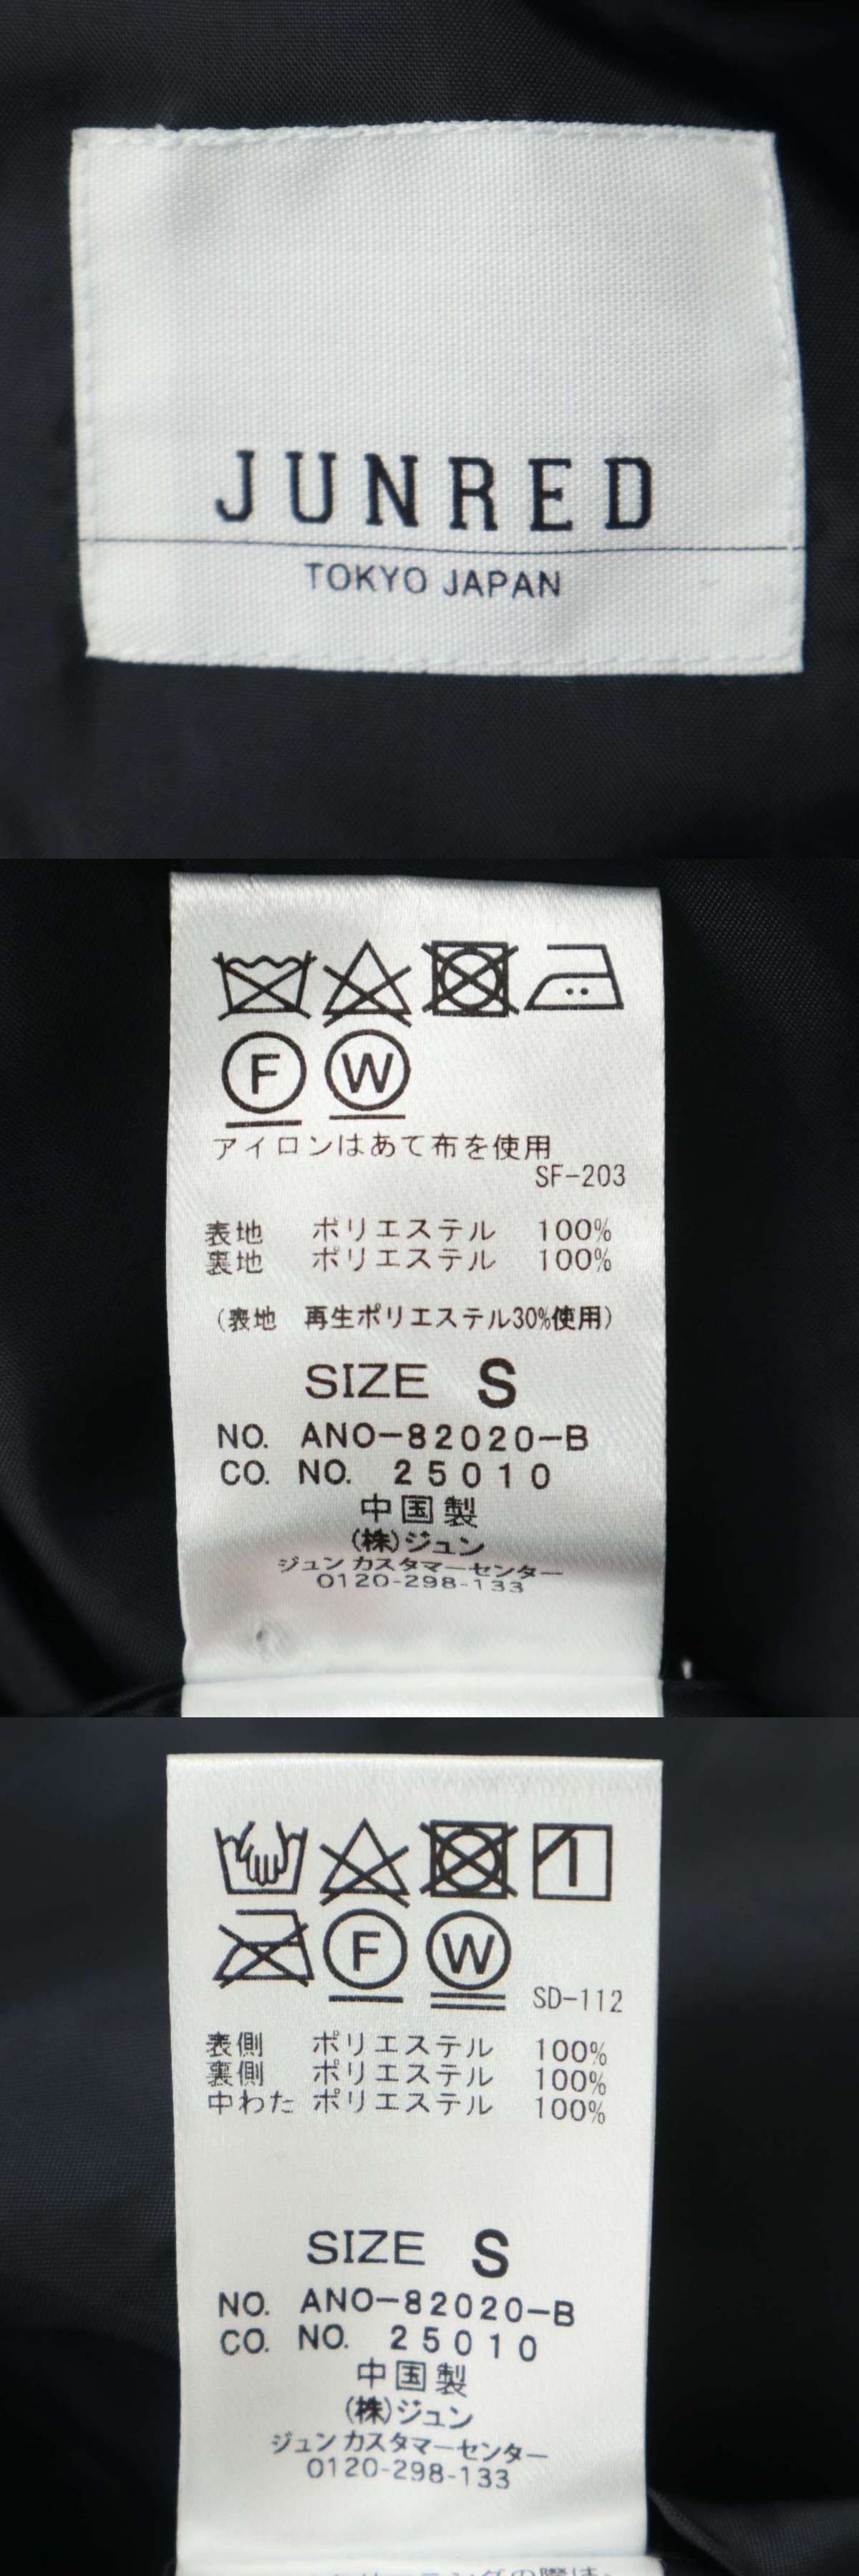 JUNRED
TOKYO JAPAN
F W
アイロンはあて布を使用
SF-203
表地 ポリエステル 100%
裏地 ポリエステル 100%
(表地 再生ポリエステル30%使用)
SIZE S
NO. ANO-82020-B
CO. NO. 25010
中国製
(株)ジュン
ジュン カスタマーセンター
0120-298-133
F W
SD-112
表側 ポリエステル 100%
裏側 ポリエステル 100%
中わた ポリエステル 100%
SIZE S
NO. ANO-82020-B
CO. NO. 25010
中国製
(株)ジュン
ジュン カスタマーセンター
0120-298-133